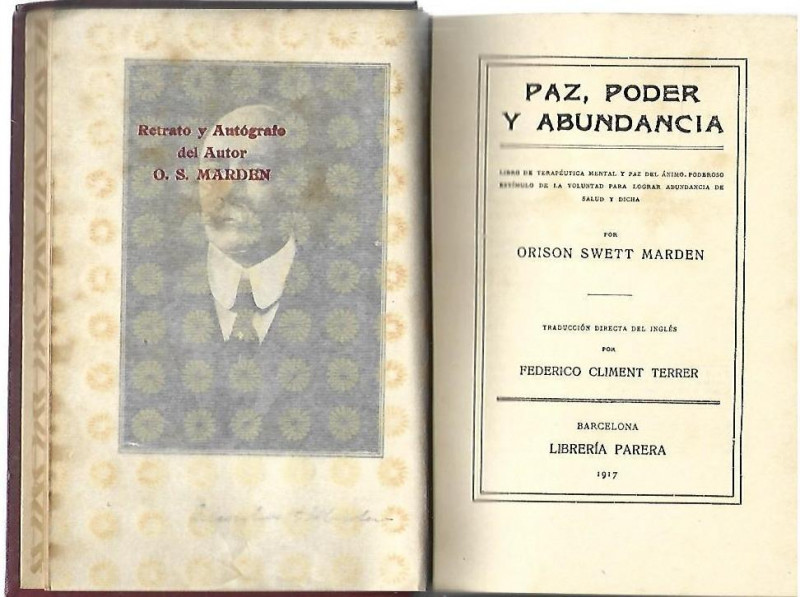 Retrato y Autógrafo
del Autor
O. S. MARDEN
PAZ, PODER
Y ABUNDANCIA
LIBRO DE TERAPÉUTICA MENTAL Y PAZ DEL ÁNIMO. PODEROSO
ESTÍMULO DE LA VOLUNTAD PARA LOGRAR ABUNDANCIA DE
SALUD Y DICHA
POR
ORISON SWETT MARDEN
TRADUCCIÓN DIRECTA DEL INGLÉS
POR
FEDERICO CLIMENT TERRER
BARCELONA
LIBRERÍA PARERA
1917